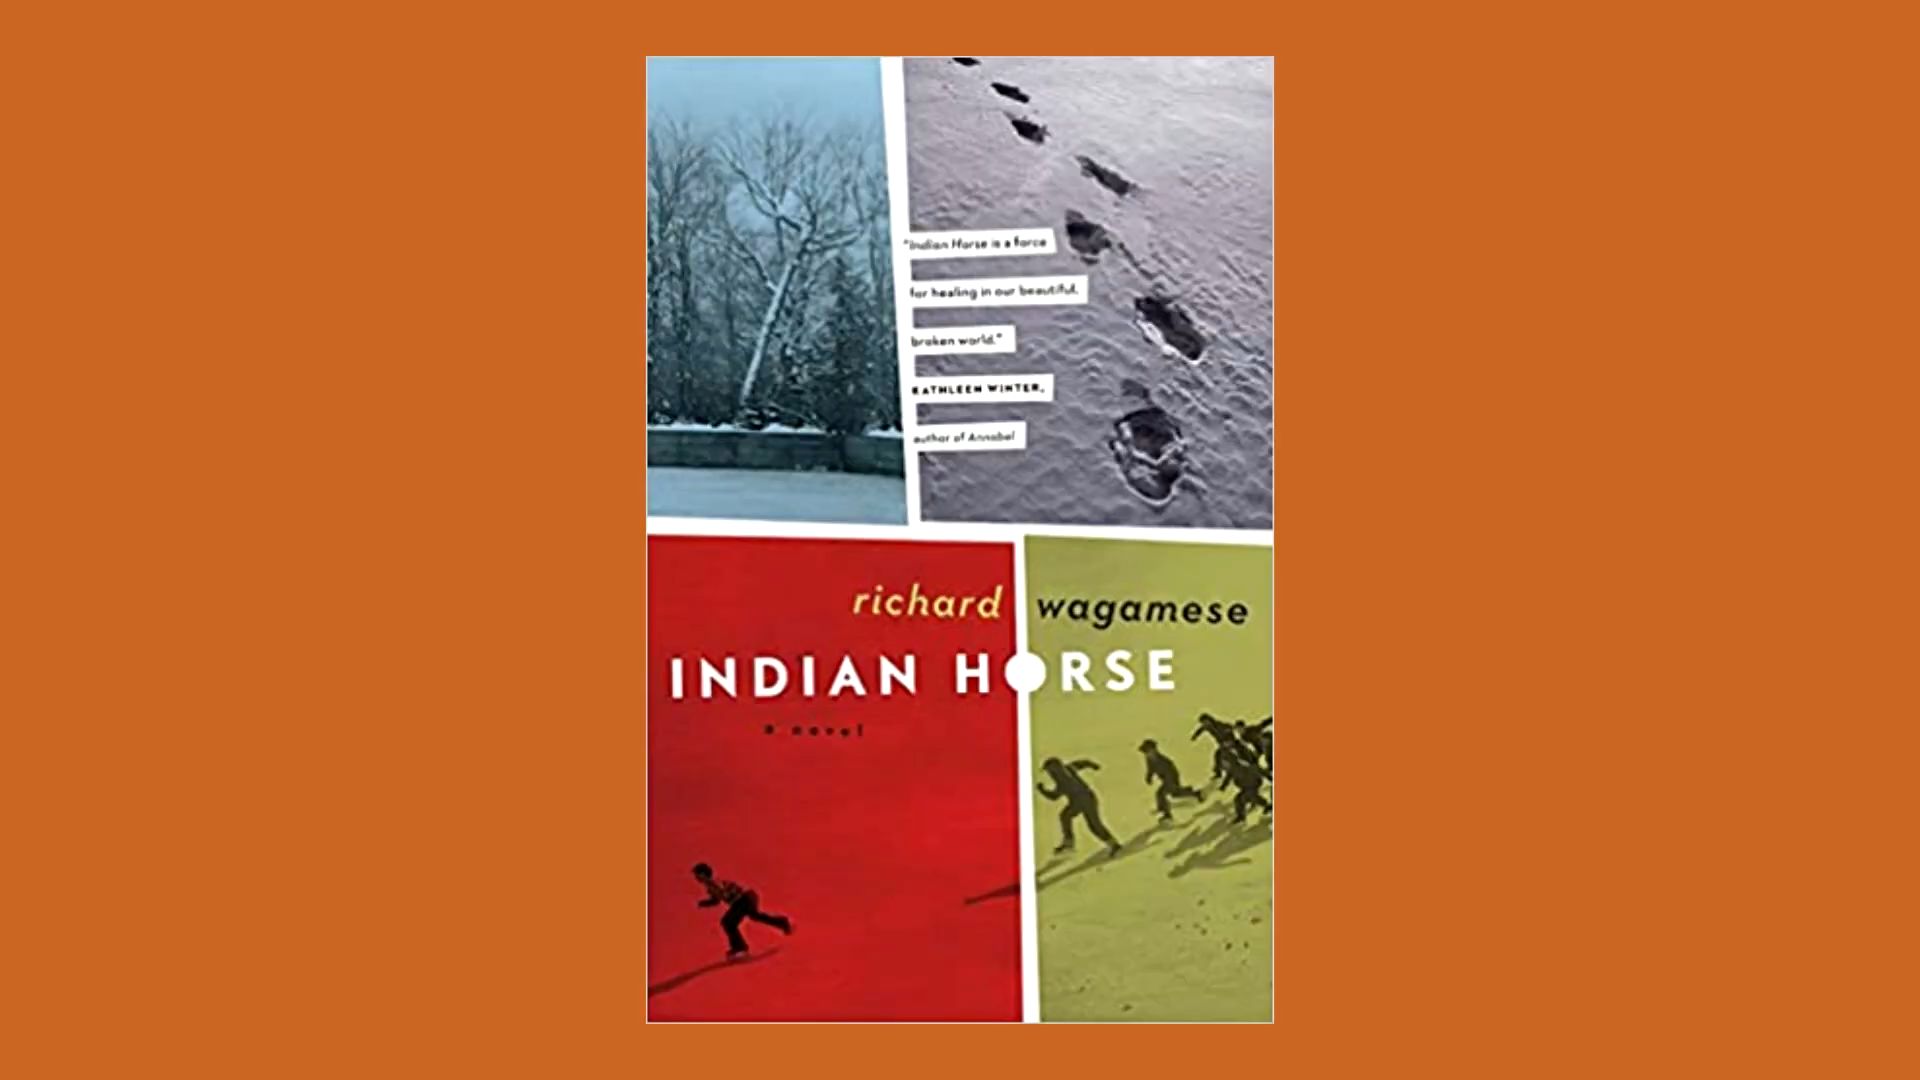 "Indian Horse is a force
for healing in our beautiful,
broken world."
KATHLEEN WINTER,
author of Annabel
richard wagamese
INDIAN HORSE
a novel